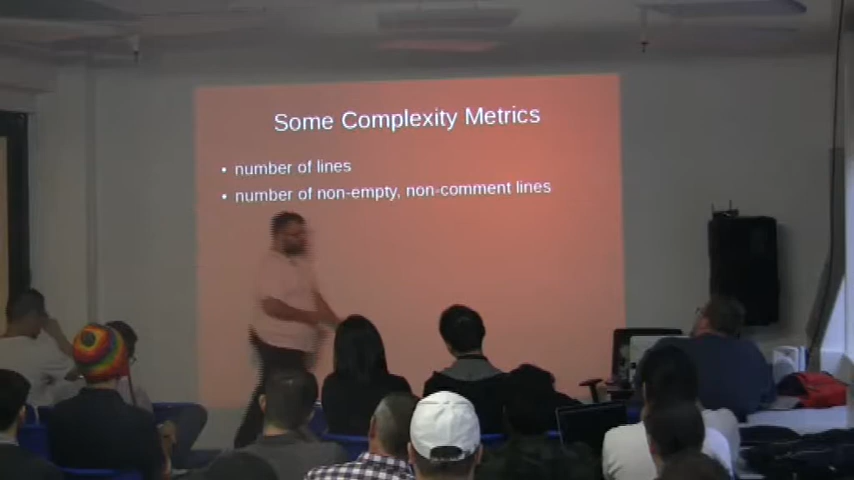 Some Complexity Metrics
• number of lines
• number of non-empty, non-comment lines